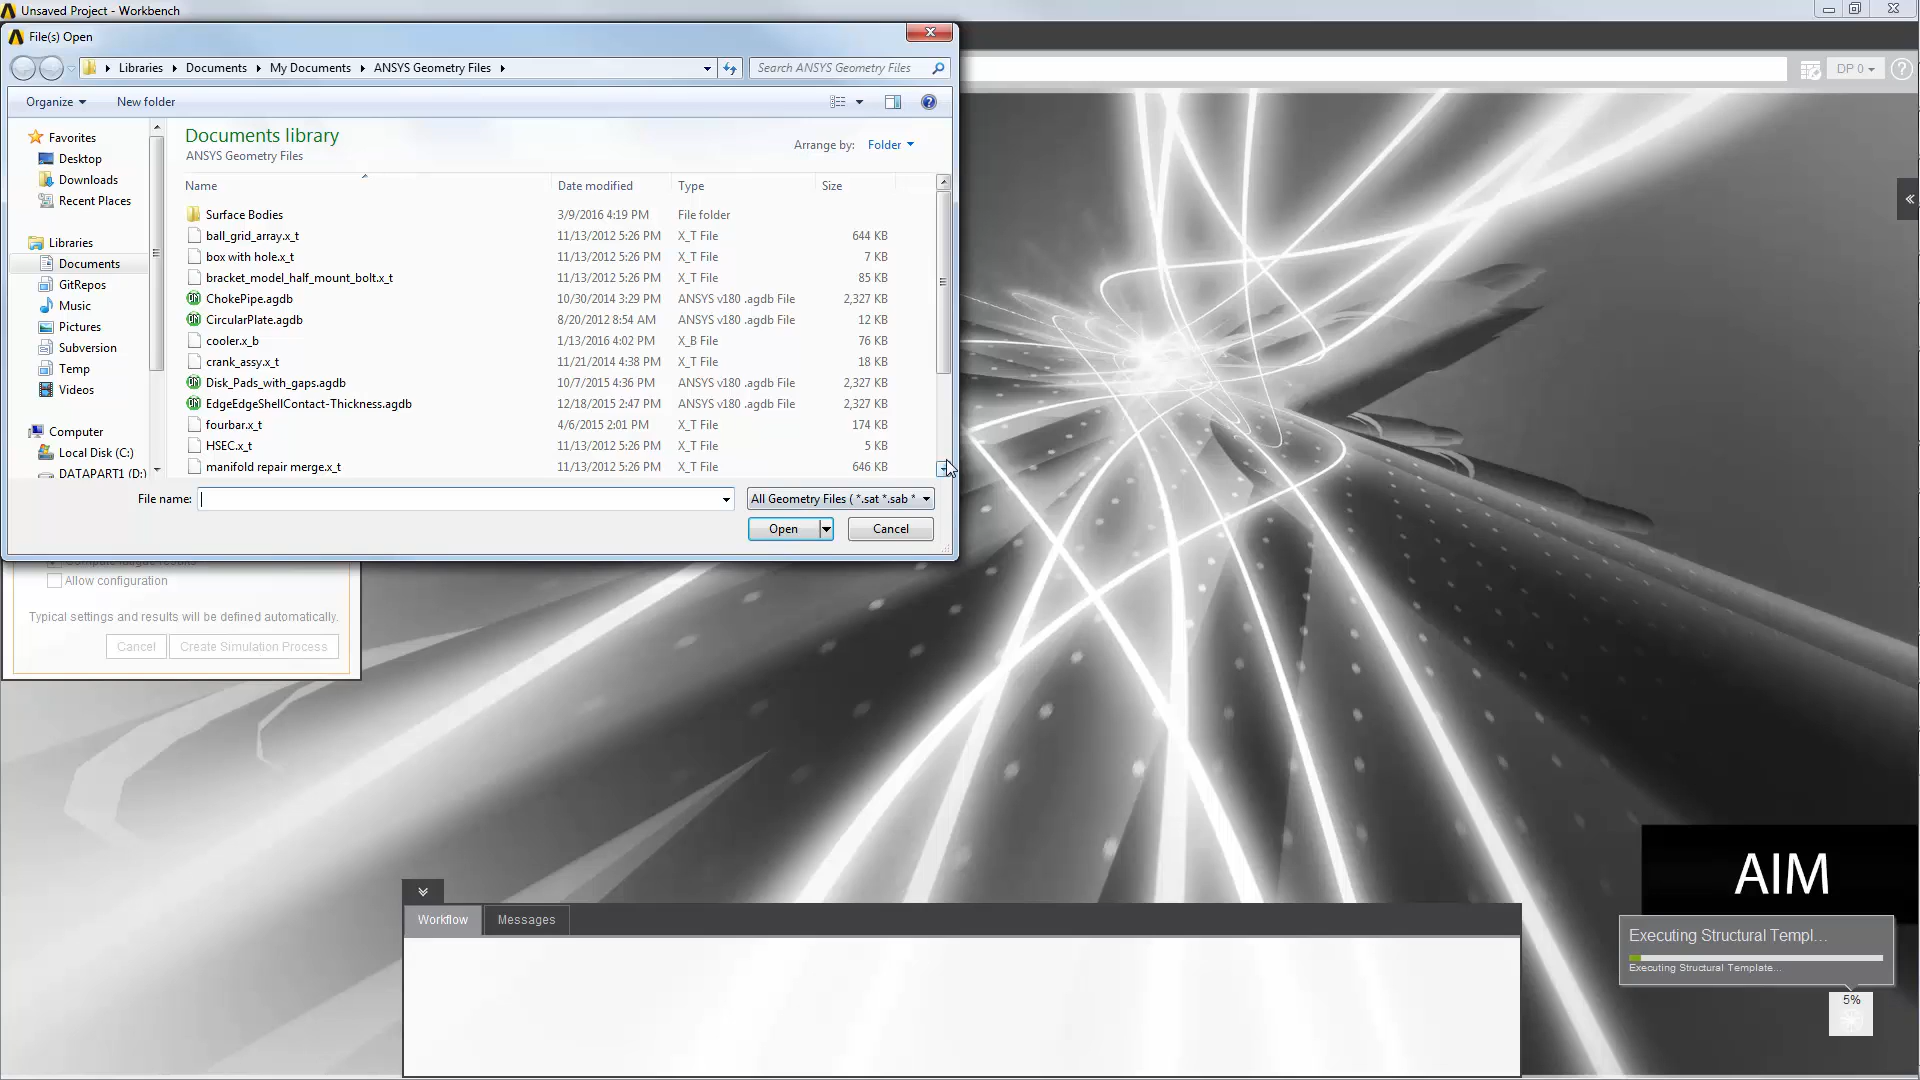 Unsaved Project - Workbench
File(s) Open
Libraries Documents My Documents ANSYS Geometry Files
Search ANSYS Geometry Files
DP 0
Organize New folder
Documents library
ANSYS Geometry Files
Arrange by: Folder
Name Date modified Type Size
Favorites
Desktop
Downloads
Recent Places
Libraries
Documents
GitRepos
Music
Pictures
Subversion
Temp
Videos
Computer
Local Disk (C:)
DATAPART1 (D:)
Surface Bodies 3/9/2016 4:19 PM File folder
ball_grid_array.x_t 11/13/2012 5:26 PM X_T File 644 KB
box with hole.x_t 11/13/2012 5:26 PM X_T File 7 KB
bracket_model_half_mount_bolt.x_t 11/13/2012 5:26 PM X_T File 85 KB
ChokePipe.agdb 10/30/2014 3:29 PM ANSYS v180 .agdb File 2,327 KB
CircularPlate.agdb 8/20/2012 8:54 AM ANSYS v180 .agdb File 12 KB
cooler.x_b 1/13/2016 4:02 PM X_B File 76 KB
crank_assy.x_t 11/21/2014 4:38 PM X_T File 18 KB
Disk_Pads_with_gaps.agdb 10/7/2015 4:36 PM ANSYS v180 .agdb File 2,327 KB
EdgeEdgeShellContact-Thickness.agdb 12/18/2015 2:47 PM ANSYS v180 .agdb File 2,327 KB
fourbar.x_t 4/6/2015 2:01 PM X_T File 174 KB
HSEC.x_t 11/13/2012 5:26 PM X_T File 5 KB
manifold repair merge.x_t 11/13/2012 5:26 PM X_T File 646 KB
File name:
All Geometry Files ( *.sat *.sab *
Open Cancel
Allow configuration
Typical settings and results will be defined automatically.
Cancel Create Simulation Process
Workflow Messages
AIM
Executing Structural Templ...
Executing Structural Template...
5%